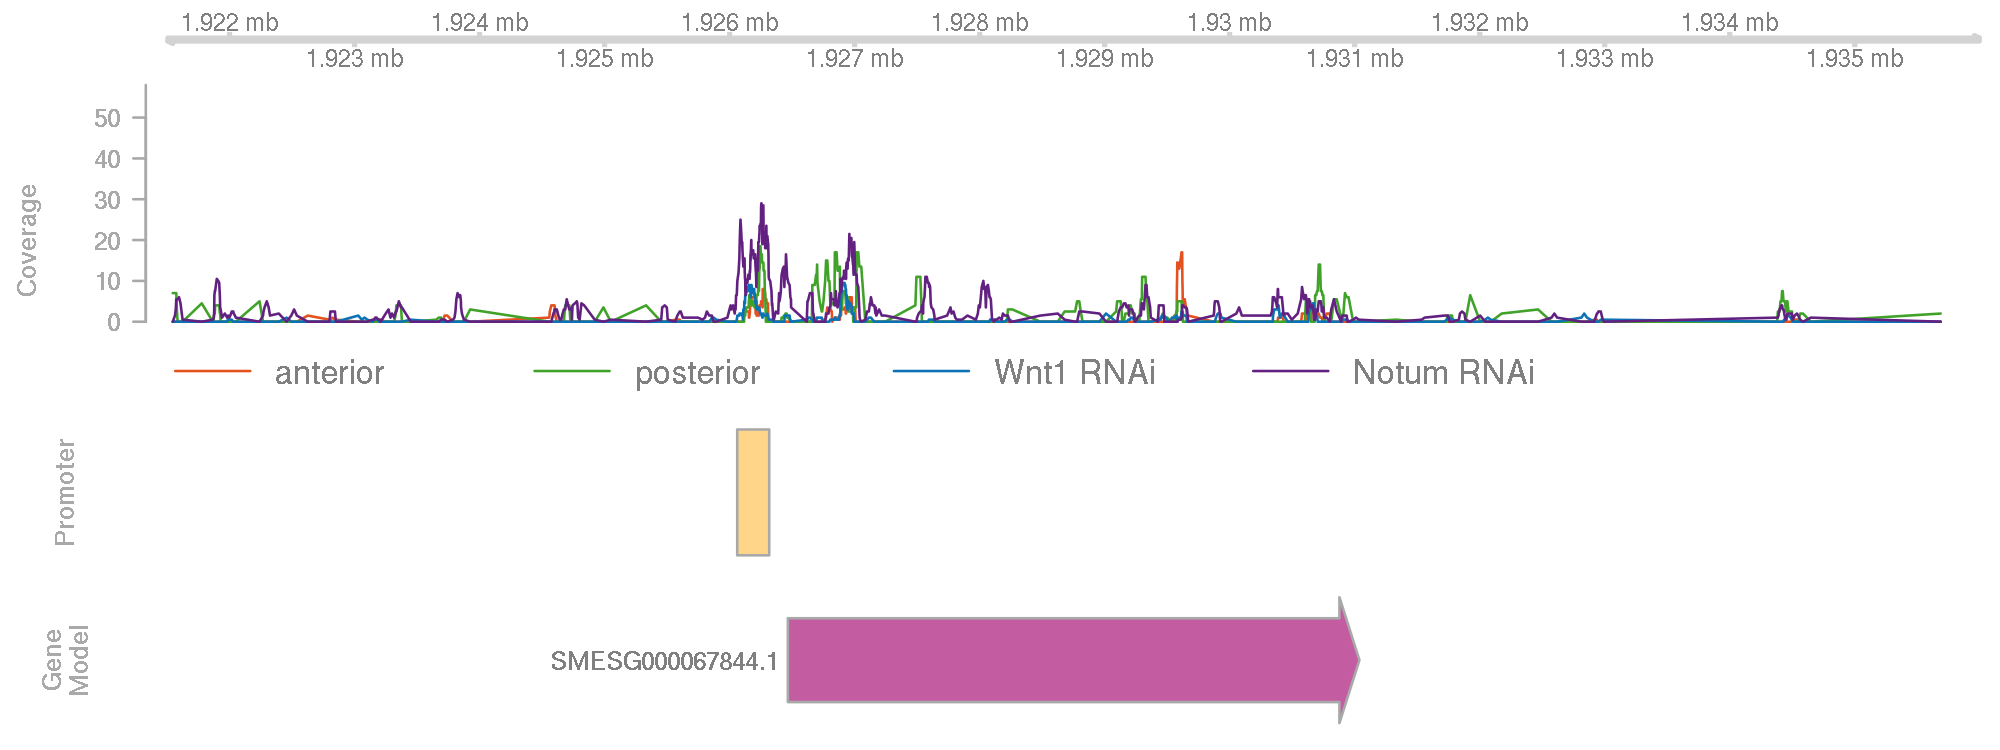 1.922 mb 1.924 mb 1.926 mb 1.928 mb 1.93 mb 1.932 mb 1.934 mb
1.923 mb 1.925 mb 1.927 mb 1.929 mb 1.931 mb 1.933 mb 1.935 mb
Coverage
50
40
30
20
10
0
anterior posterior Wnt1 RNAi Notum RNAi
Promoter
Gene
Model
SMESG000067844.1